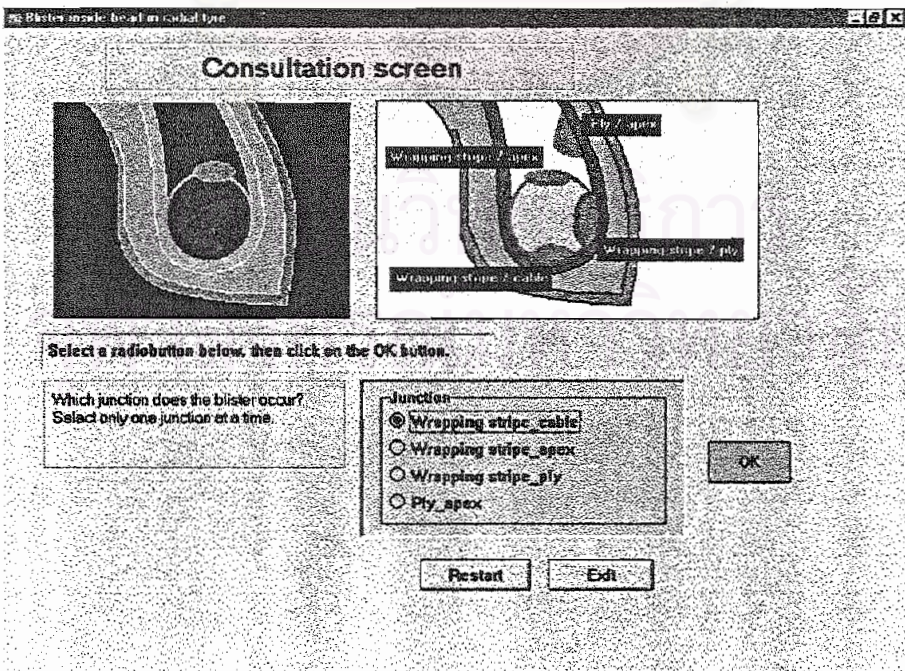 Blister inside bead in radial tyre
Consultation screen
Ply / apex
Wrapping stripe / apex
Wrapping stripe / ply
Wrapping stripe / cable
Select a radiobutton below, then click on the OK button.
Which junction does the blister occur?
Select only one junction at a time.
Junction
Wrapping stripe_cable
Wrapping stripe_apex
Wrapping stripe_ply
Ply_apex
OK
Restart
Exit